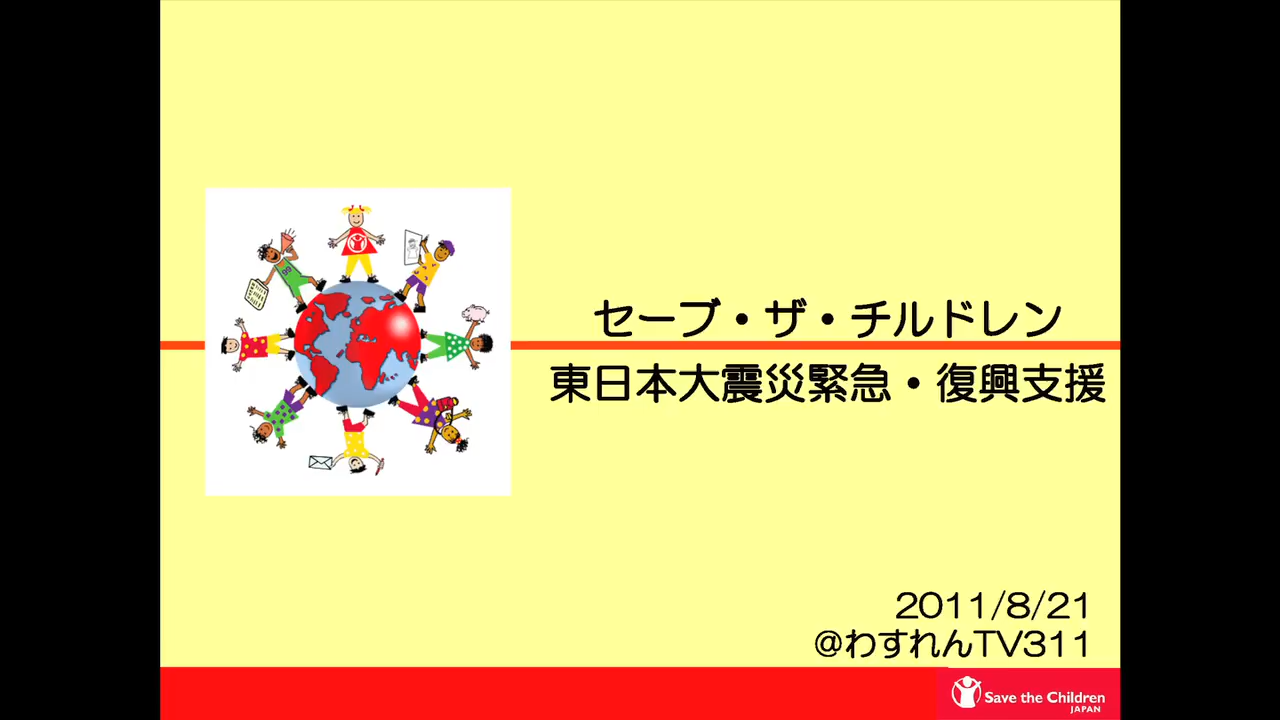 セーブ・ザ・チルドレン
東日本大震災緊急・復興支援
2011/8/21
@わすれんTV311
Save the Children
JAPAN